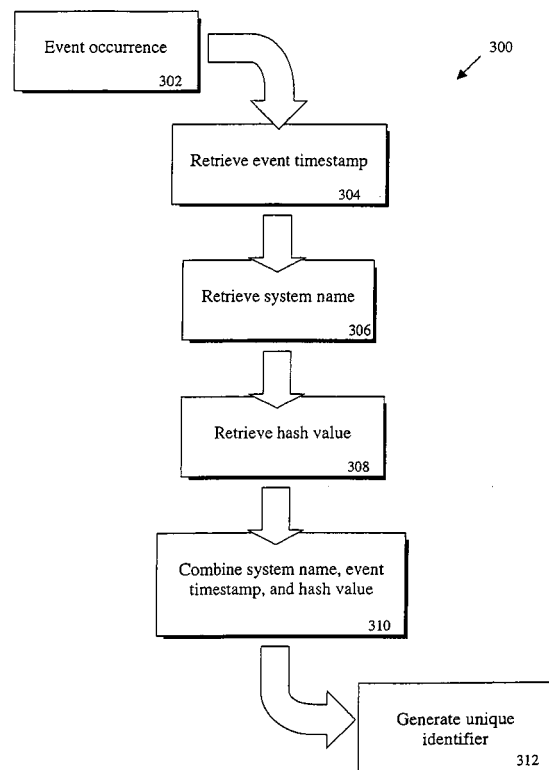 Event occurrence
302
300
Retrieve event timestamp
304
Retrieve system name
306
Retrieve hash value
308
Combine system name, event
timestamp, and hash value
310
Generate unique
identifier
312